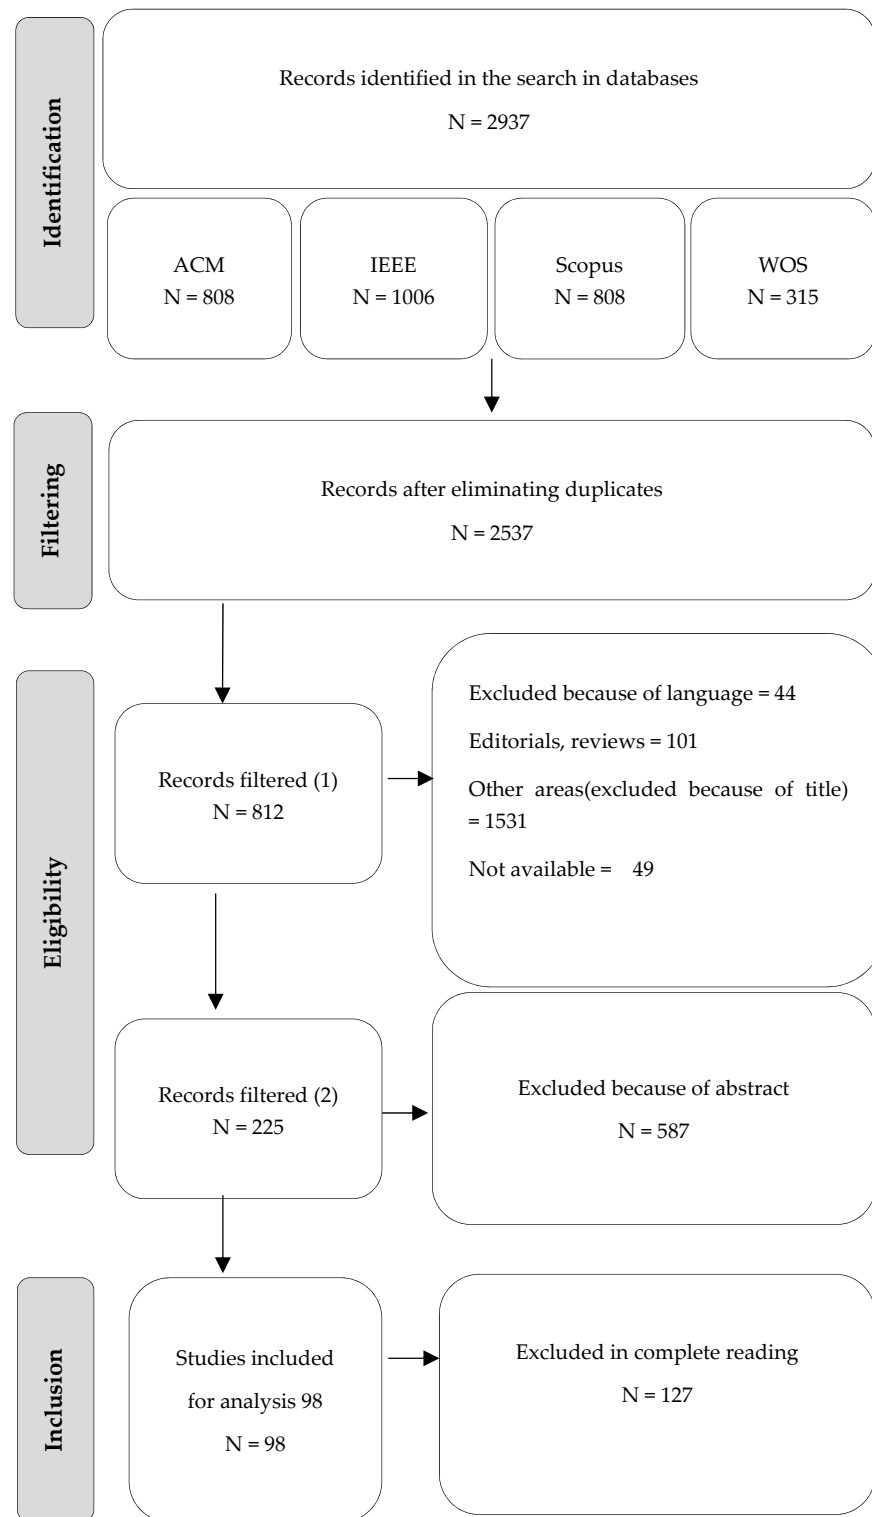 Identification
Records identified in the search in databases
N = 2937
ACM
N = 808
IEEE
N = 1006
Scopus
N = 808
WOS
N = 315
Filtering
Records after eliminating duplicates
N = 2537
Eligibility
Records filtered (1)
N = 812
Excluded because of language = 44
Editorials, reviews = 101
Other areas(excluded because of title)
= 1531
Not available = 49
Records filtered (2)
N = 225
Excluded because of abstract
N = 587
Inclusion
Studies included
for analysis 98
N = 98
Excluded in complete reading
N = 127